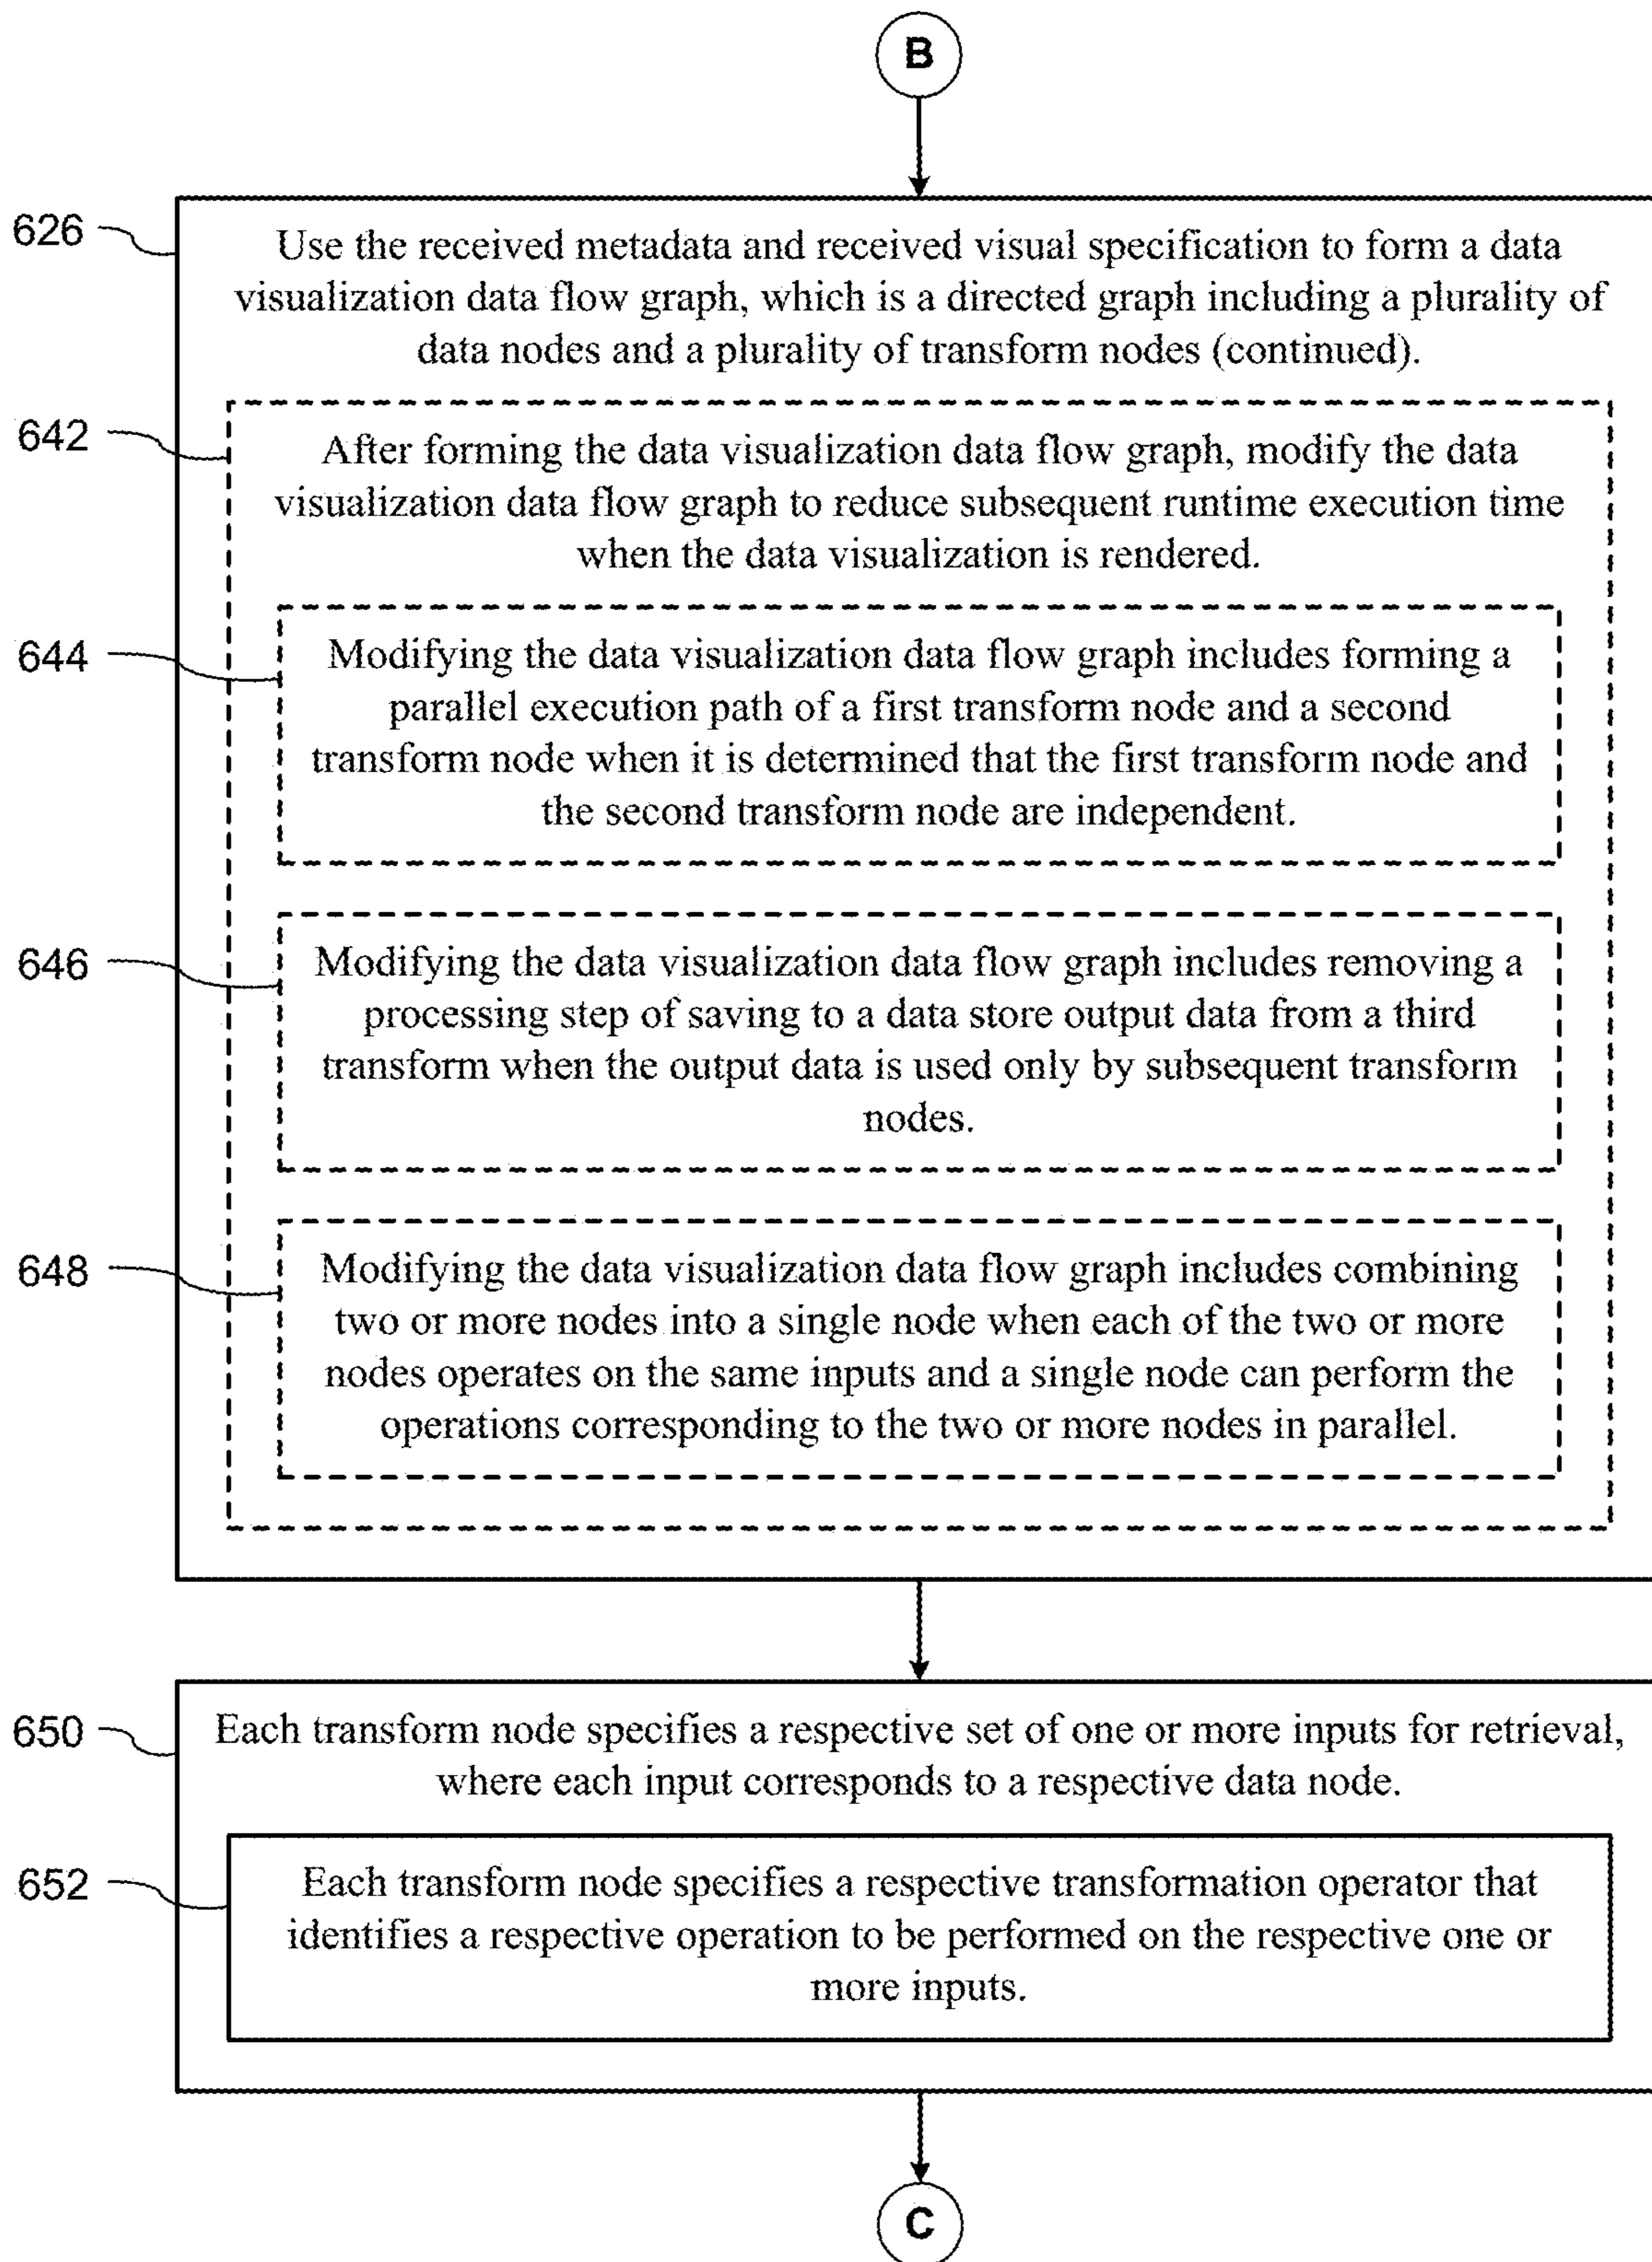 B
626
Use the received metadata and received visual specification to form a data
visualization data flow graph, which is a directed graph including a plurality of
data nodes and a plurality of transform nodes (continued).
642
After forming the data visualization data flow graph, modify the data
visualization data flow graph to reduce subsequent runtime execution time
when the data visualization is rendered.
644
Modifying the data visualization data flow graph includes forming a
parallel execution path of a first transform node and a second
transform node when it is determined that the first transform node and
the second transform node are independent.
646
Modifying the data visualization data flow graph includes removing a
processing step of saving to a data store output data from a third
transform when the output data is used only by subsequent transform
nodes.
648
Modifying the data visualization data flow graph includes combining
two or more nodes into a single node when each of the two or more
nodes operates on the same inputs and a single node can perform the
operations corresponding to the two or more nodes in parallel.
650
Each transform node specifies a respective set of one or more inputs for retrieval,
where each input corresponds to a respective data node.
652
Each transform node specifies a respective transformation operator that
identifies a respective operation to be performed on the respective one or
more inputs.
C